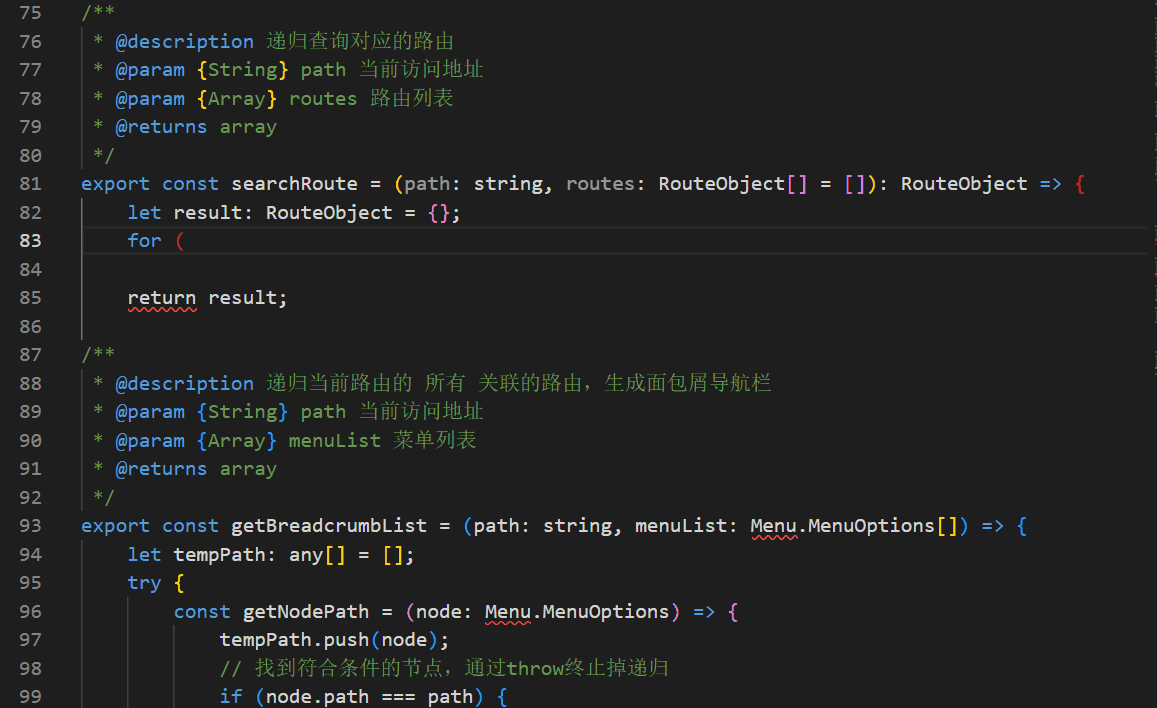 75 /**
76 * @description 递归查询对应的路由
77 * @param {String} path 当前访问地址
78 * @param {Array} routes 路由列表
79 * @returns array
80 */
81 export const searchRoute = (path: string, routes: RouteObject[] = []): RouteObject => {
82 let result: RouteObject = {};
83 for (
84
85 return result;
86
87 /**
88 * @description 递归当前路由的 所有 关联的路由，生成面包屑导航栏
89 * @param {String} path 当前访问地址
90 * @param {Array} menuList 菜单列表
91 * @returns array
92 */
93 export const getBreadcrumbList = (path: string, menuList: Menu.MenuOptions[]) => {
94 let tempPath: any[] = [];
95 try {
96 const getNodePath = (node: Menu.MenuOptions) => {
97 tempPath.push(node);
98 // 找到符合条件的节点，通过throw终止掉递归
99 if (node.path === path) {